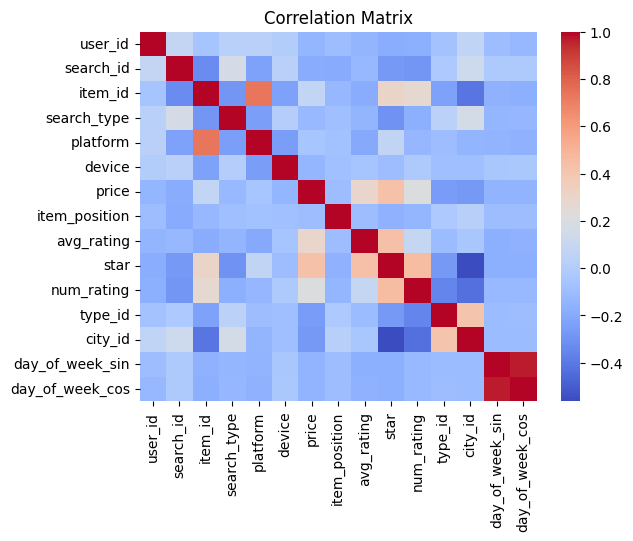 Correlation Matrix
user_id
search_id
item_id
search_type
platform
device
price
item_position
avg_rating
star
num_rating
type_id
city_id
day_of_week_sin
day_of_week_cos
user_id
search_id
item_id
search_type
platform
device
price
item_position
avg_rating
star
num_rating
type_id
city_id
day_of_week_sin
day_of_week_cos
1.0
0.8
0.6
0.4
0.2
0.0
−0.2
−0.4